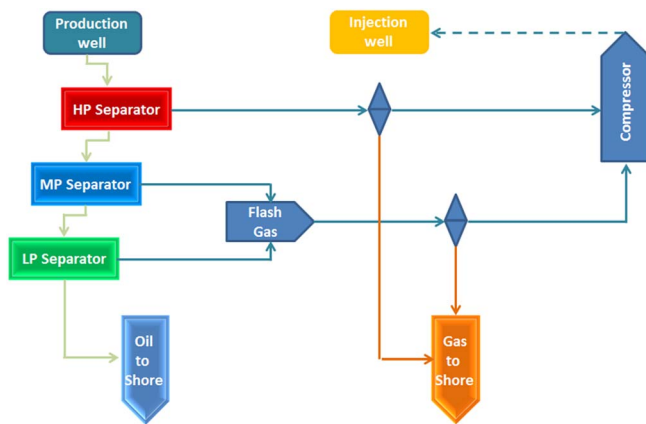 Production
well
Injection
well
HP Separator
Compressor
MP Separator
Flash
Gas
LP Separator
Oil
to
Shore
Gas
to
Shore